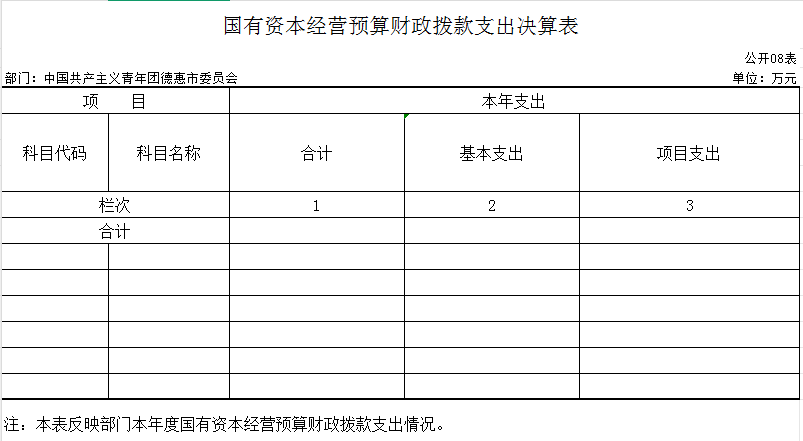 国有资本经营预算财政拨款支出决算表
公开08表
部门：中国共产主义青年团德惠市委员会 单位：万元
项 目 本年支出
科目代码 科目名称 合计 基本支出 项目支出
栏次 1 2 3
合计
注：本表反映部门本年度国有资本经营预算财政拨款支出情况。